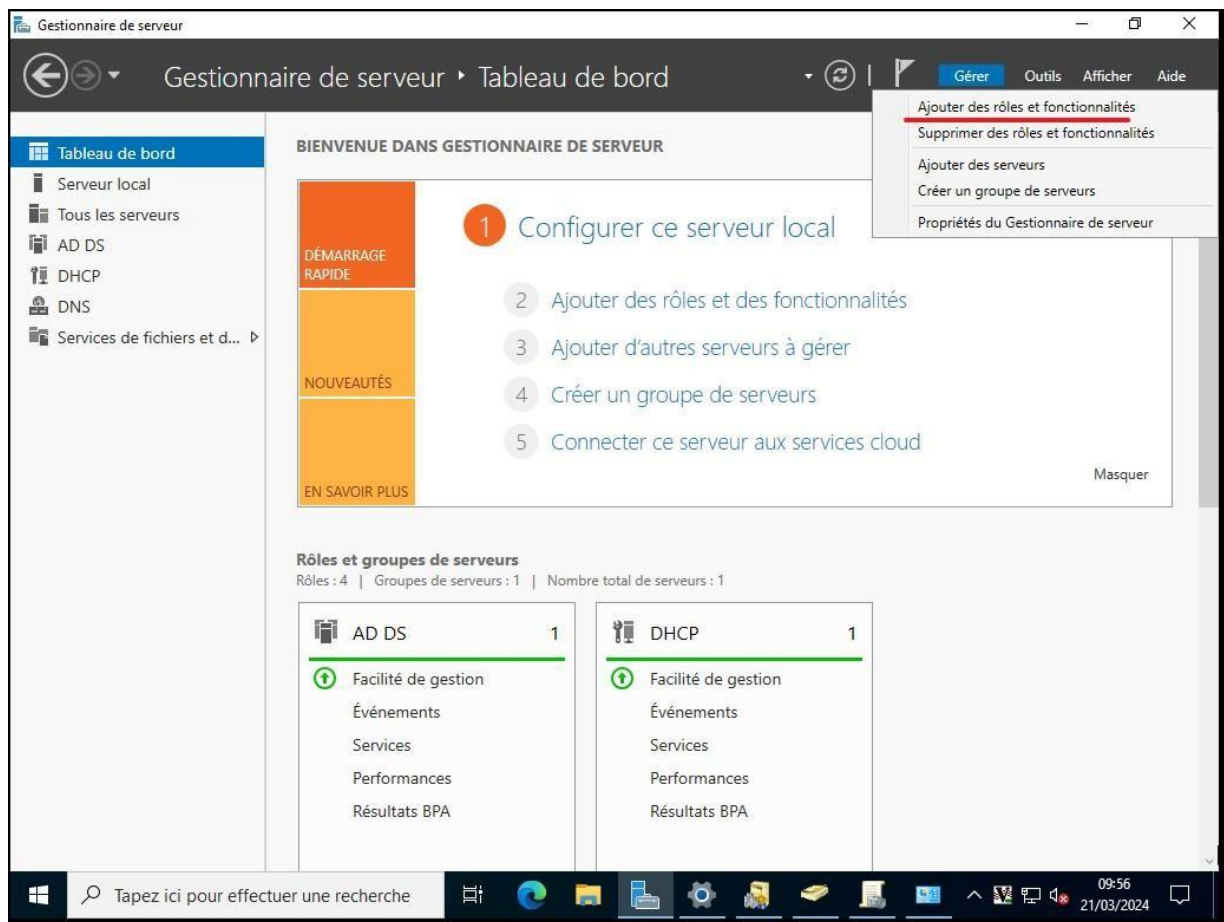 Gestionnaire de serveur
Gestionnaire de serveur ‣ Tableau de bord
Gérer Outils Afficher Aide
Ajouter des rôles et fonctionnalités
Supprimer des rôles et fonctionnalités
Ajouter des serveurs
Créer un groupe de serveurs
Propriétés du Gestionnaire de serveur
Tableau de bord
Serveur local
Tous les serveurs
AD DS
DHCP
DNS
Services de fichiers et d...
BIENVENUE DANS GESTIONNAIRE DE SERVEUR
DÉMARRAGE
RAPIDE
NOUVEAUTÉS
EN SAVOIR PLUS
1 Configurer ce serveur local
2 Ajouter des rôles et des fonctionnalités
3 Ajouter d’autres serveurs à gérer
4 Créer un groupe de serveurs
5 Connecter ce serveur aux services cloud
Masquer
Rôles et groupes de serveurs
Rôles : 4 | Groupes de serveurs : 1 | Nombre total de serveurs : 1
AD DS 1
Facilité de gestion
Événements
Services
Performances
Résultats BPA
DHCP 1
Facilité de gestion
Événements
Services
Performances
Résultats BPA
Tapez ici pour effectuer une recherche
09:56
21/03/2024